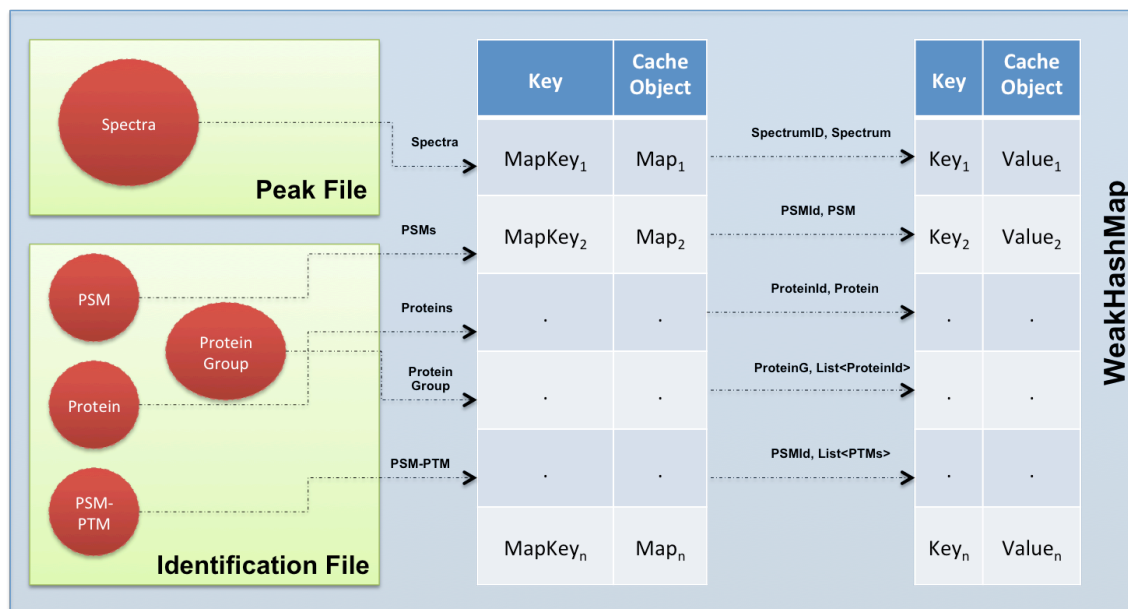 Spectra
Peak File
PSM
Protein
Group
Protein
PSM-
PTM
Identification File
Spectra
PSMs
Proteins
Protein
Group
PSM-PTM
Key
Cache
Object
MapKey₁ Map₁
MapKey₂ Map₂
. .
. .
. .
MapKeyₙ Mapₙ
SpectrumID, Spectrum
PSMId, PSM
ProteinId, Protein
ProteinG, List<ProteinId>
PSMId, List<PTMs>
Key
Cache
Object
Key₁ Value₁
Key₂ Value₂
. .
. .
. .
Keyₙ Valueₙ
WeakHashMap